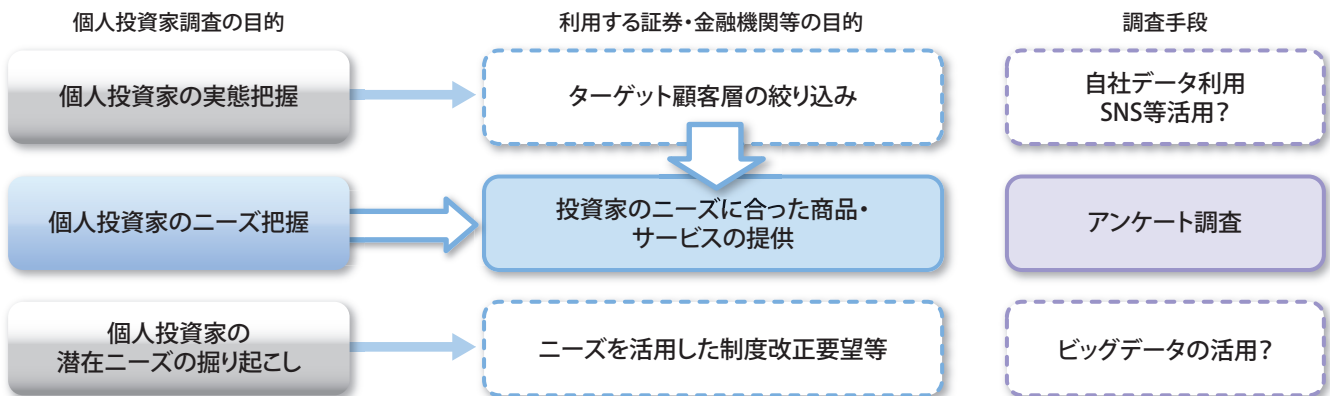 個人投資家調査の目的
利用する証券・金融機関等の目的
調査手段
個人投資家の実態把握
ターゲット顧客層の絞り込み
自社データ利用
SNS等活用？
個人投資家のニーズ把握
投資家のニーズに合った商品・
サービスの提供
アンケート調査
個人投資家の
潜在ニーズの掘り起こし
ニーズを活用した制度改正要望等
ビッグデータの活用？